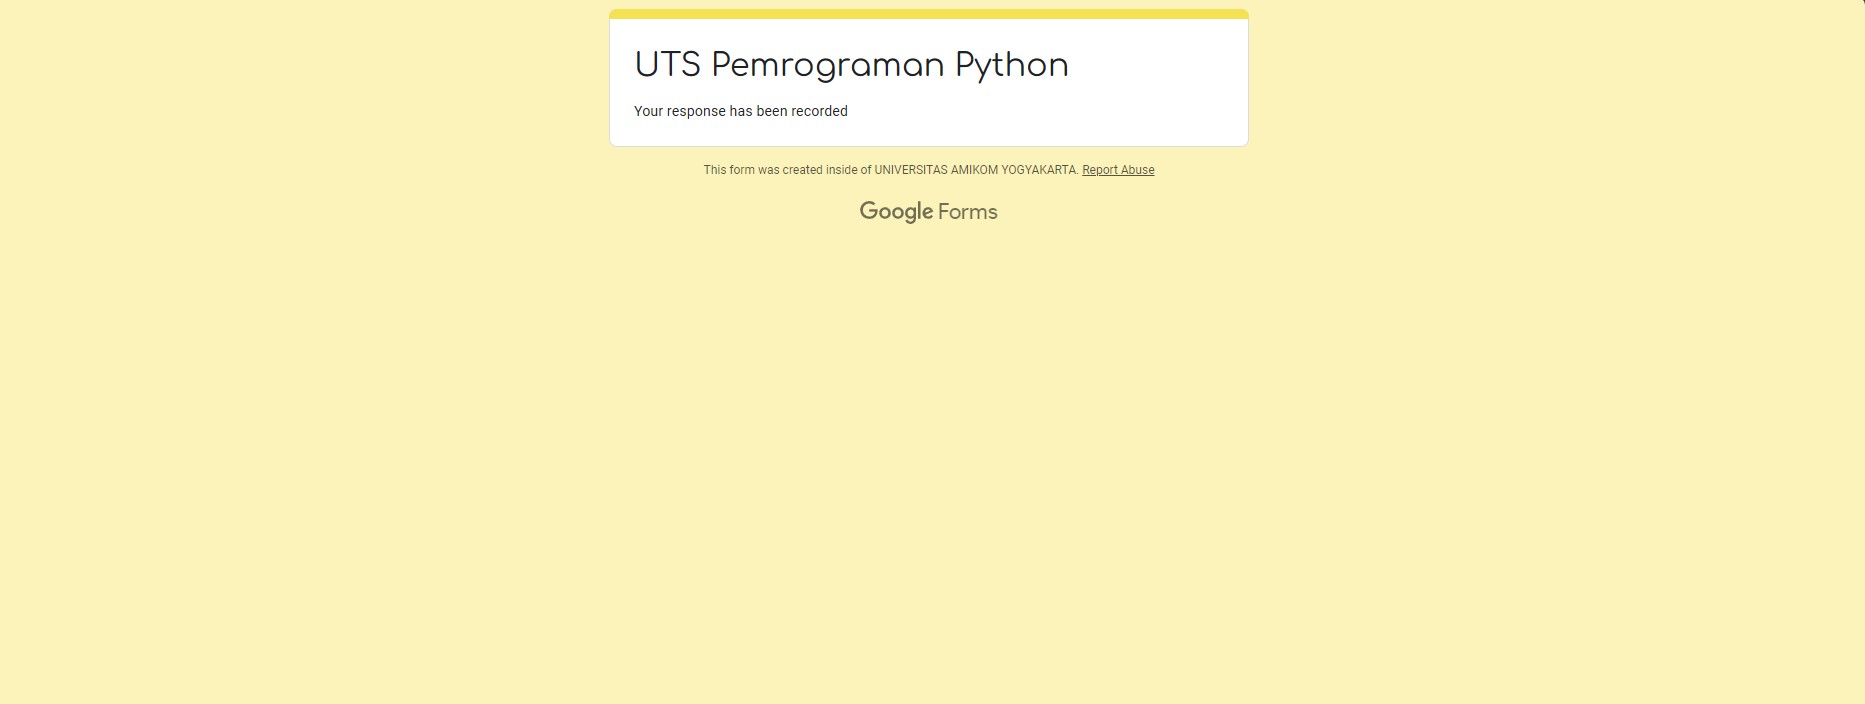 UTS Pemrograman Python
Your response has been recorded
This form was created inside of UNIVERSITAS AMIKOM YOGYAKARTA. Report Abuse
Google Forms